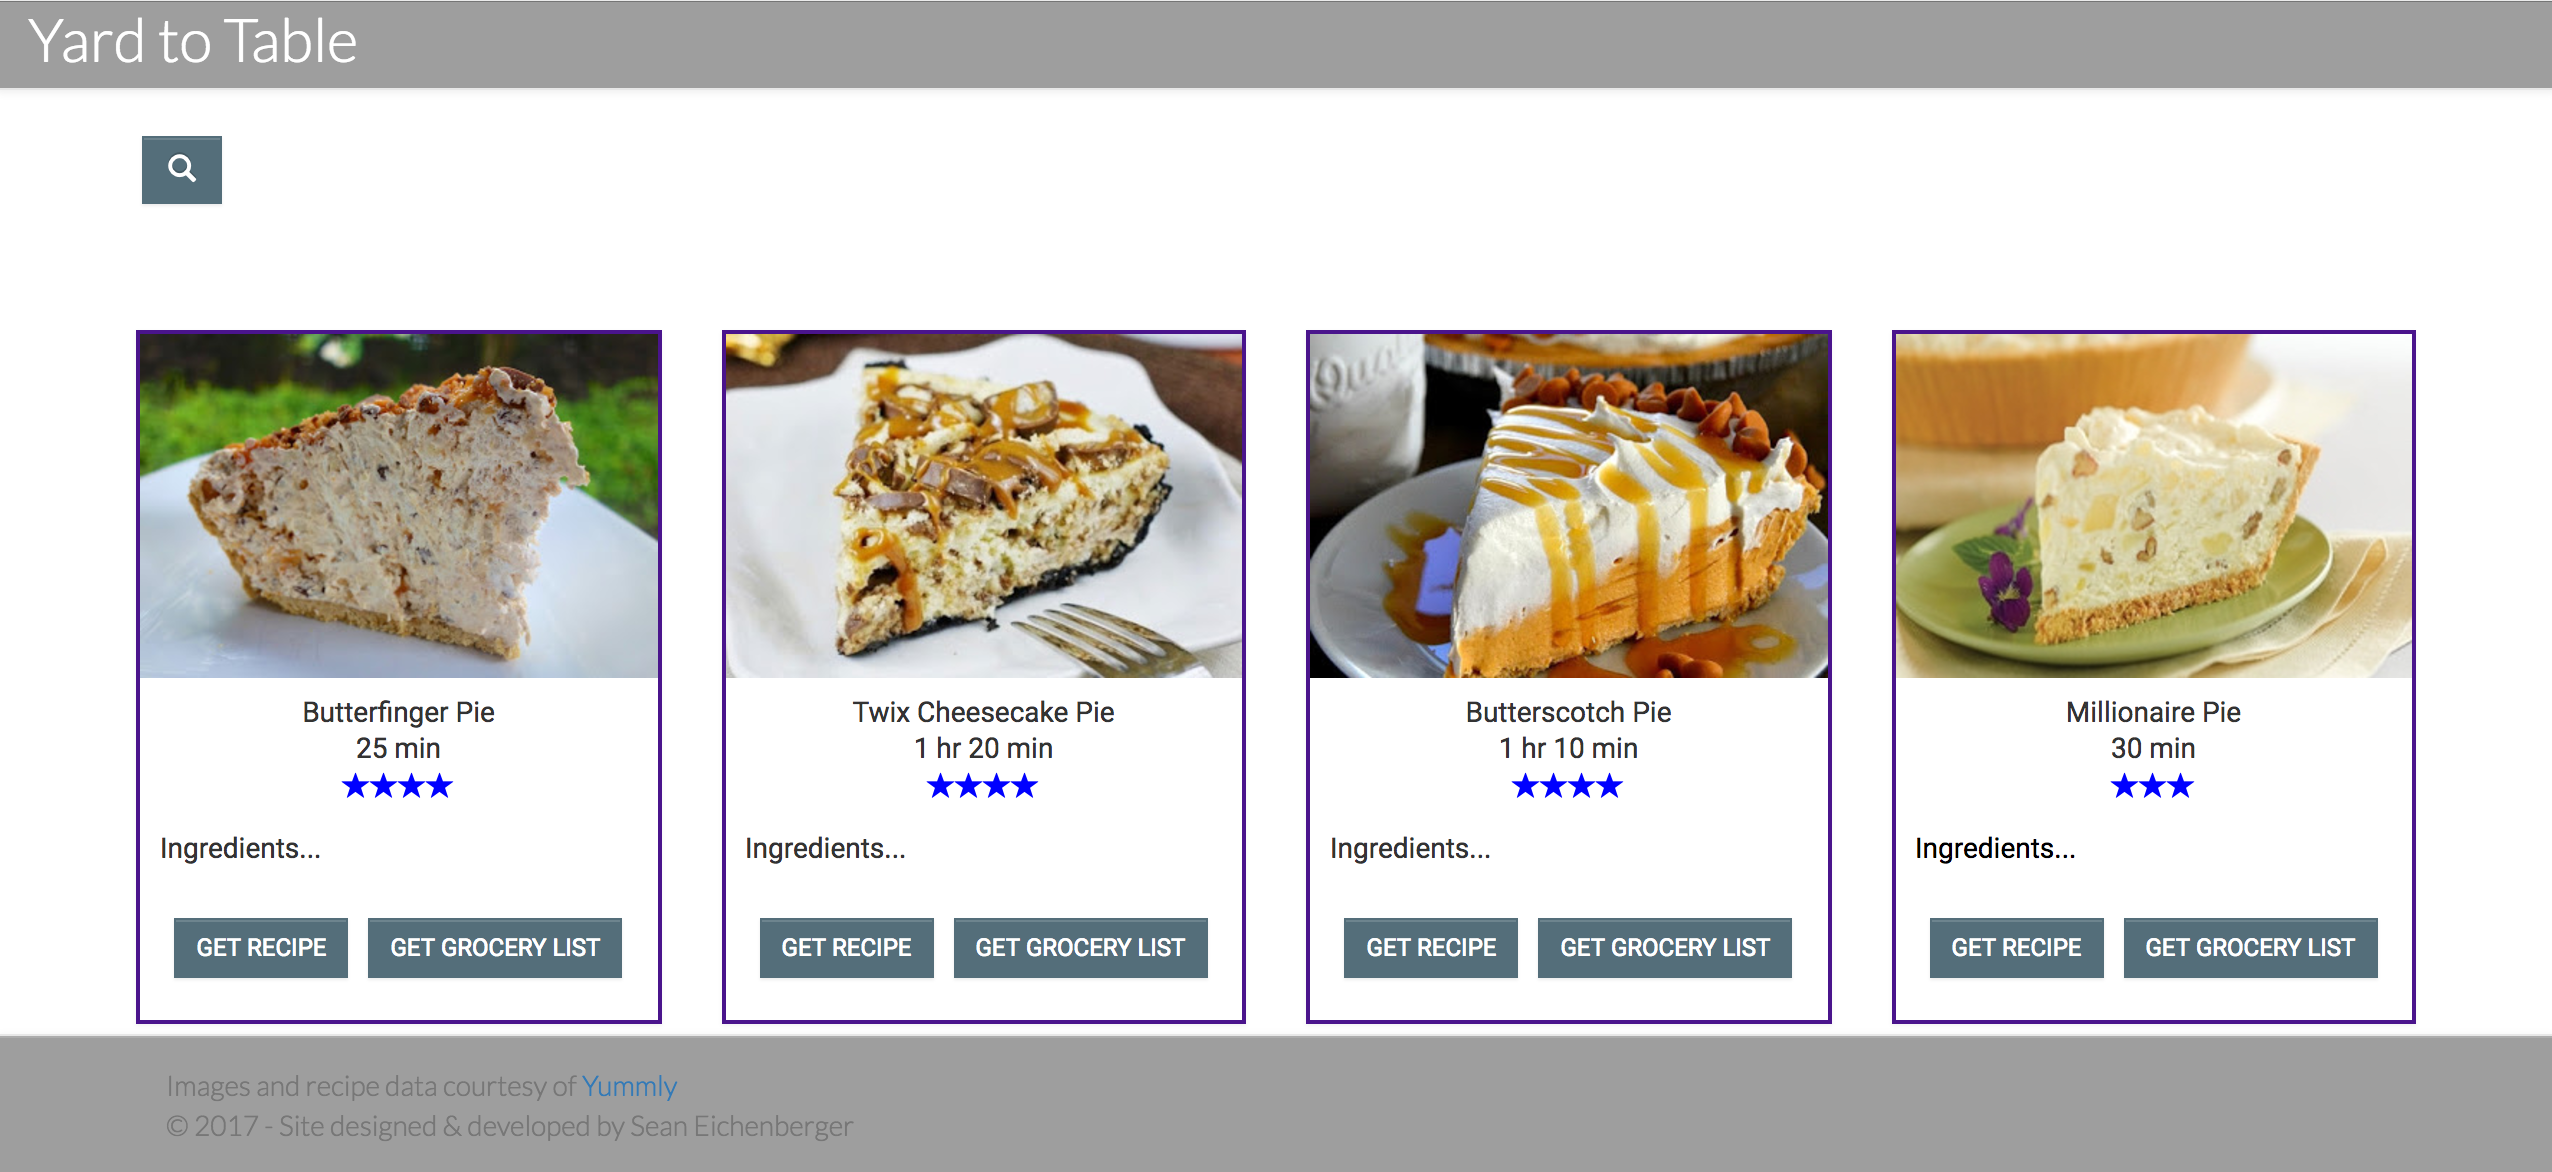 Yard to Table
Qua
Butterfinger Pie
25 min
★★★★
Ingredients...
GET RECIPE GET GROCERY LIST
Twix Cheesecake Pie
1 hr 20 min
★★★★
Ingredients...
GET RECIPE GET GROCERY LIST
Butterscotch Pie
1 hr 10 min
★★★★
Ingredients...
GET RECIPE GET GROCERY LIST
Millionaire Pie
30 min
★★★
Ingredients...
GET RECIPE GET GROCERY LIST
Images and recipe data courtesy of Yummly
© 2017 - Site designed & developed by Sean Eichenberger